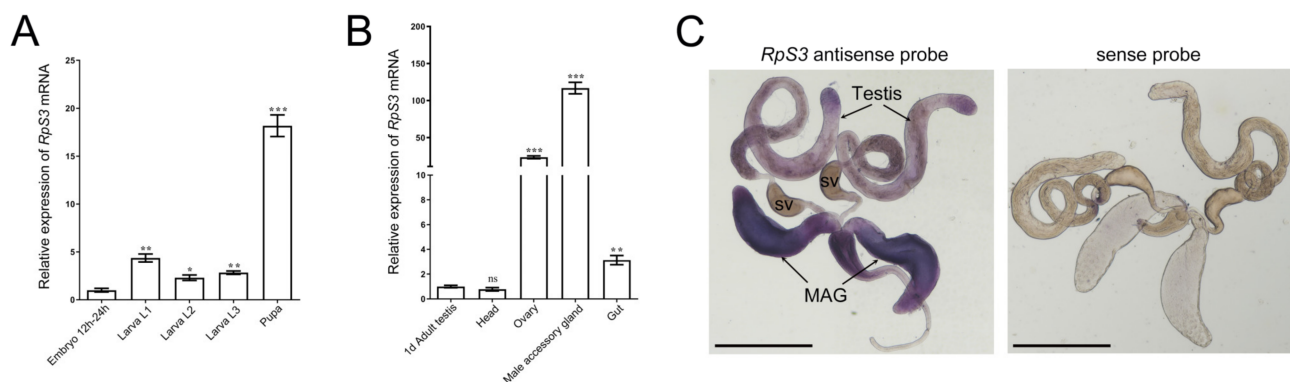 A
Relative expression of RpS3 mRNA
25
20
15
10
5
0
**
*
**
***
Embryo 12h-24h
Larva L1
Larva L2
Larva L3
Pupa
B
Relative expression of RpS3 mRNA
200
150
100
50
10
8
6
4
2
0
ns
***
***
**
1d Adult testis
Head
Ovary
Male accessory gland
Gut
C
RpS3 antisense probe
Testis
sv
sv
MAG
sense probe